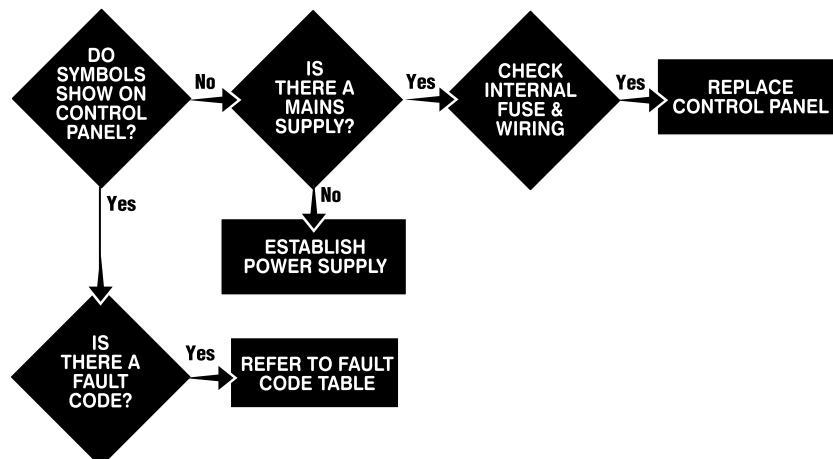 DO
SYMBOLS
SHOW ON
CONTROL
PANEL?
No
IS
THERE A
MAINS
SUPPLY?
Yes
CHECK
INTERNAL
FUSE &
WIRING
Yes
REPLACE
CONTROL PANEL
Yes
No
ESTABLISH
POWER SUPPLY
IS
THERE A
FAULT
CODE?
Yes
REFER TO FAULT
CODE TABLE